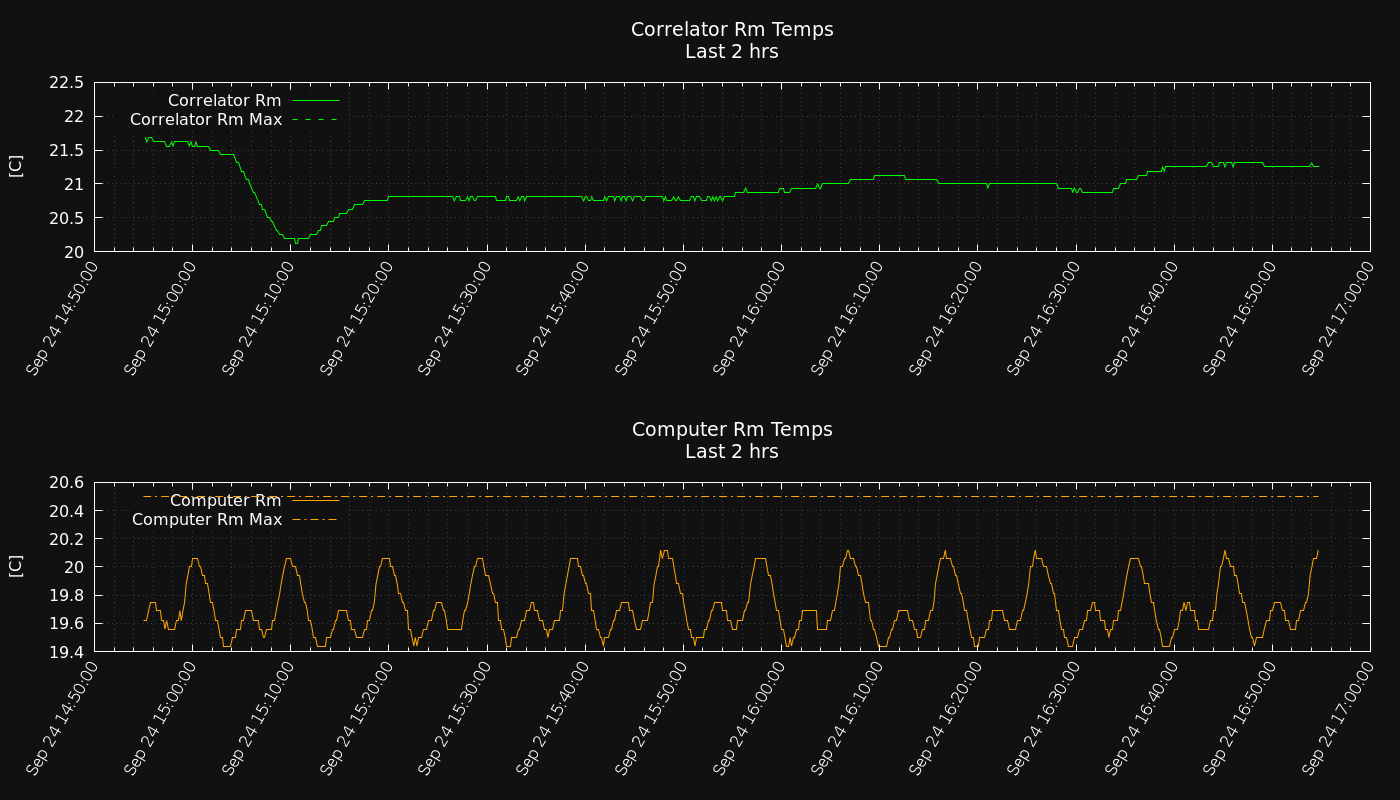 Correlator Rm Temps
Last 2 hrs
22.5
22
21.5
21
20.5
20
[C]
Correlator Rm
Correlator Rm Max
Sep 24 14:50:00
Sep 24 15:00:00
Sep 24 15:10:00
Sep 24 15:20:00
Sep 24 15:30:00
Sep 24 15:40:00
Sep 24 15:50:00
Sep 24 16:00:00
Sep 24 16:10:00
Sep 24 16:20:00
Sep 24 16:30:00
Sep 24 16:40:00
Sep 24 16:50:00
Sep 24 17:00:00
Computer Rm Temps
Last 2 hrs
20.6
20.4
20.2
20
19.8
19.6
19.4
[C]
Computer Rm
Computer Rm Max
Sep 24 14:50:00
Sep 24 15:00:00
Sep 24 15:10:00
Sep 24 15:20:00
Sep 24 15:30:00
Sep 24 15:40:00
Sep 24 15:50:00
Sep 24 16:00:00
Sep 24 16:10:00
Sep 24 16:20:00
Sep 24 16:30:00
Sep 24 16:40:00
Sep 24 16:50:00
Sep 24 17:00:00